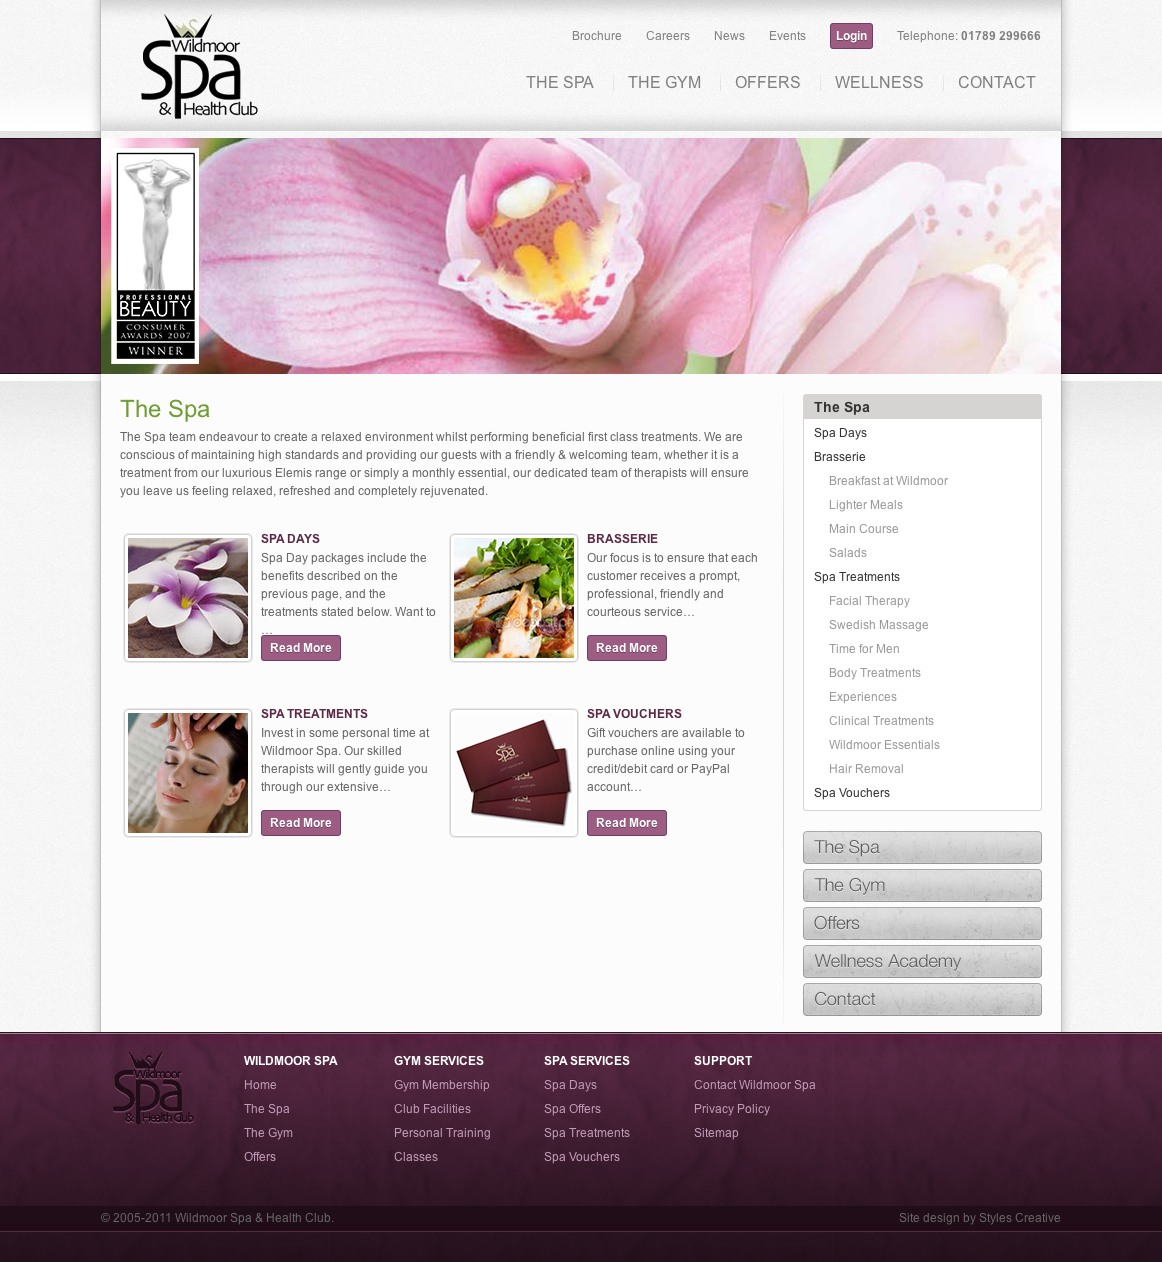 Wildmoor
Spa
& Health Club
Brochure
Careers
News
Events
Login
Telephone: 01789 299666
THE SPA
THE GYM
OFFERS
WELLNESS
CONTACT
PROFESSIONAL
BEAUTY
CONSUMER
AWARDS 2007
WINNER
The Spa
The Spa team endeavour to create a relaxed environment whilst performing beneficial first class treatments. We are
conscious of maintaining high standards and providing our guests with a friendly & welcoming team, whether it is a
treatment from our luxurious Elemis range or simply a monthly essential, our dedicated team of therapists will ensure
you leave us feeling relaxed, refreshed and completely rejuvenated.
SPA DAYS
Spa Day packages include the
benefits described on the
previous page, and the
treatments stated below. Want to
…
Read More
BRASSERIE
Our focus is to ensure that each
customer receives a prompt,
professional, friendly and
courteous service…
Read More
SPA TREATMENTS
Invest in some personal time at
Wildmoor Spa. Our skilled
therapists will gently guide you
through our extensive…
Read More
Spa
SPA VOUCHERS
Gift vouchers are available to
purchase online using your
credit/debit card or PayPal
account…
Read More
The Spa
Spa Days
Brasserie
Breakfast at Wildmoor
Lighter Meals
Main Course
Salads
Spa Treatments
Facial Therapy
Swedish Massage
Time for Men
Body Treatments
Experiences
Clinical Treatments
Wildmoor Essentials
Hair Removal
Spa Vouchers
The Spa
The Gym
Offers
Wellness Academy
Contact
Wildmoor
Spa
& Health Club
WILDMOOR SPA
Home
The Spa
The Gym
Offers
GYM SERVICES
Gym Membership
Club Facilities
Personal Training
Classes
SPA SERVICES
Spa Days
Spa Offers
Spa Treatments
Spa Vouchers
SUPPORT
Contact Wildmoor Spa
Privacy Policy
Sitemap
© 2005-2011 Wildmoor Spa & Health Club.
Site design by Styles Creative